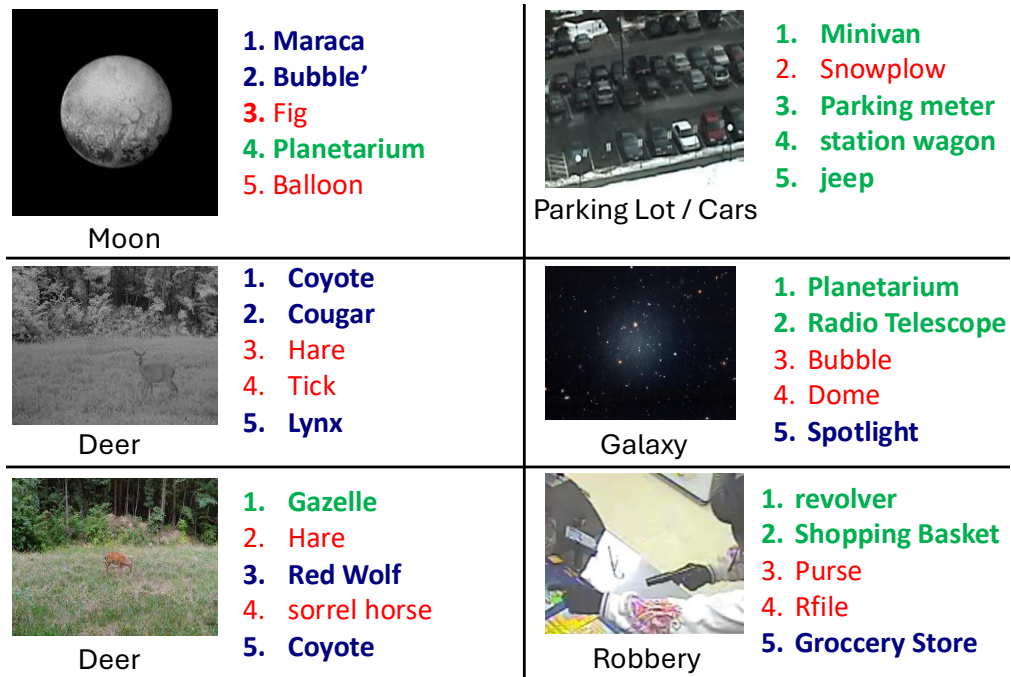 1. Maraca
2. Bubble’
3. Fig
4. Planetarium
5. Balloon
Moon
1. Minivan
2. Snowplow
3. Parking meter
4. station wagon
5. jeep
Parking Lot / Cars
1. Coyote
2. Cougar
3. Hare
4. Tick
5. Lynx
Deer
1. Planetarium
2. Radio Telescope
3. Bubble
4. Dome
5. Spotlight
Galaxy
1. Gazelle
2. Hare
3. Red Wolf
4. sorrel horse
5. Coyote
Deer
1. revolver
2. Shopping Basket
3. Purse
4. Rfile
5. Groccery Store
Robbery